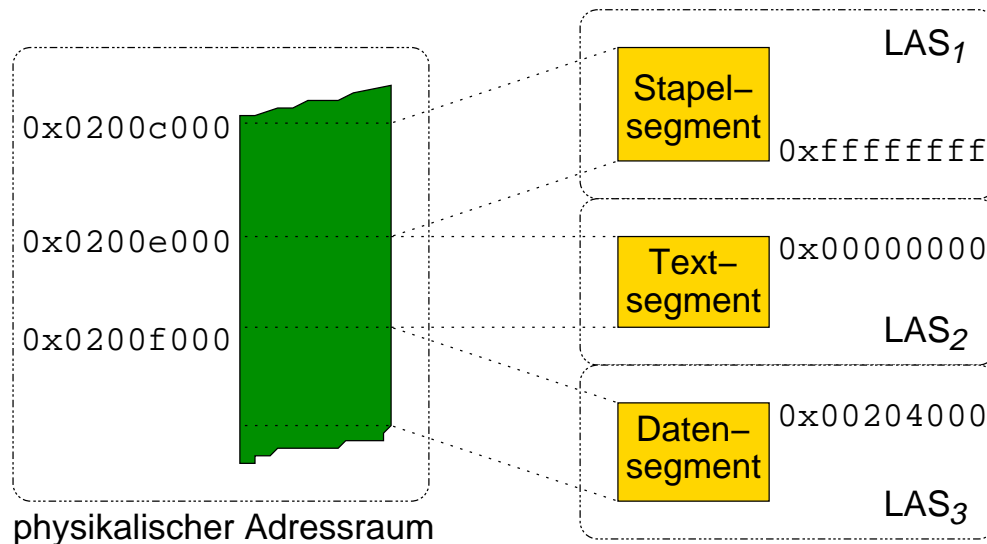 0x0200c000
0x0200e000
0x0200f000
physikalischer Adressraum
LAS1
Stapel–
segment
0xffffffff
Text–
segment
0x00000000
LAS2
Daten–
segment
0x00204000
LAS3